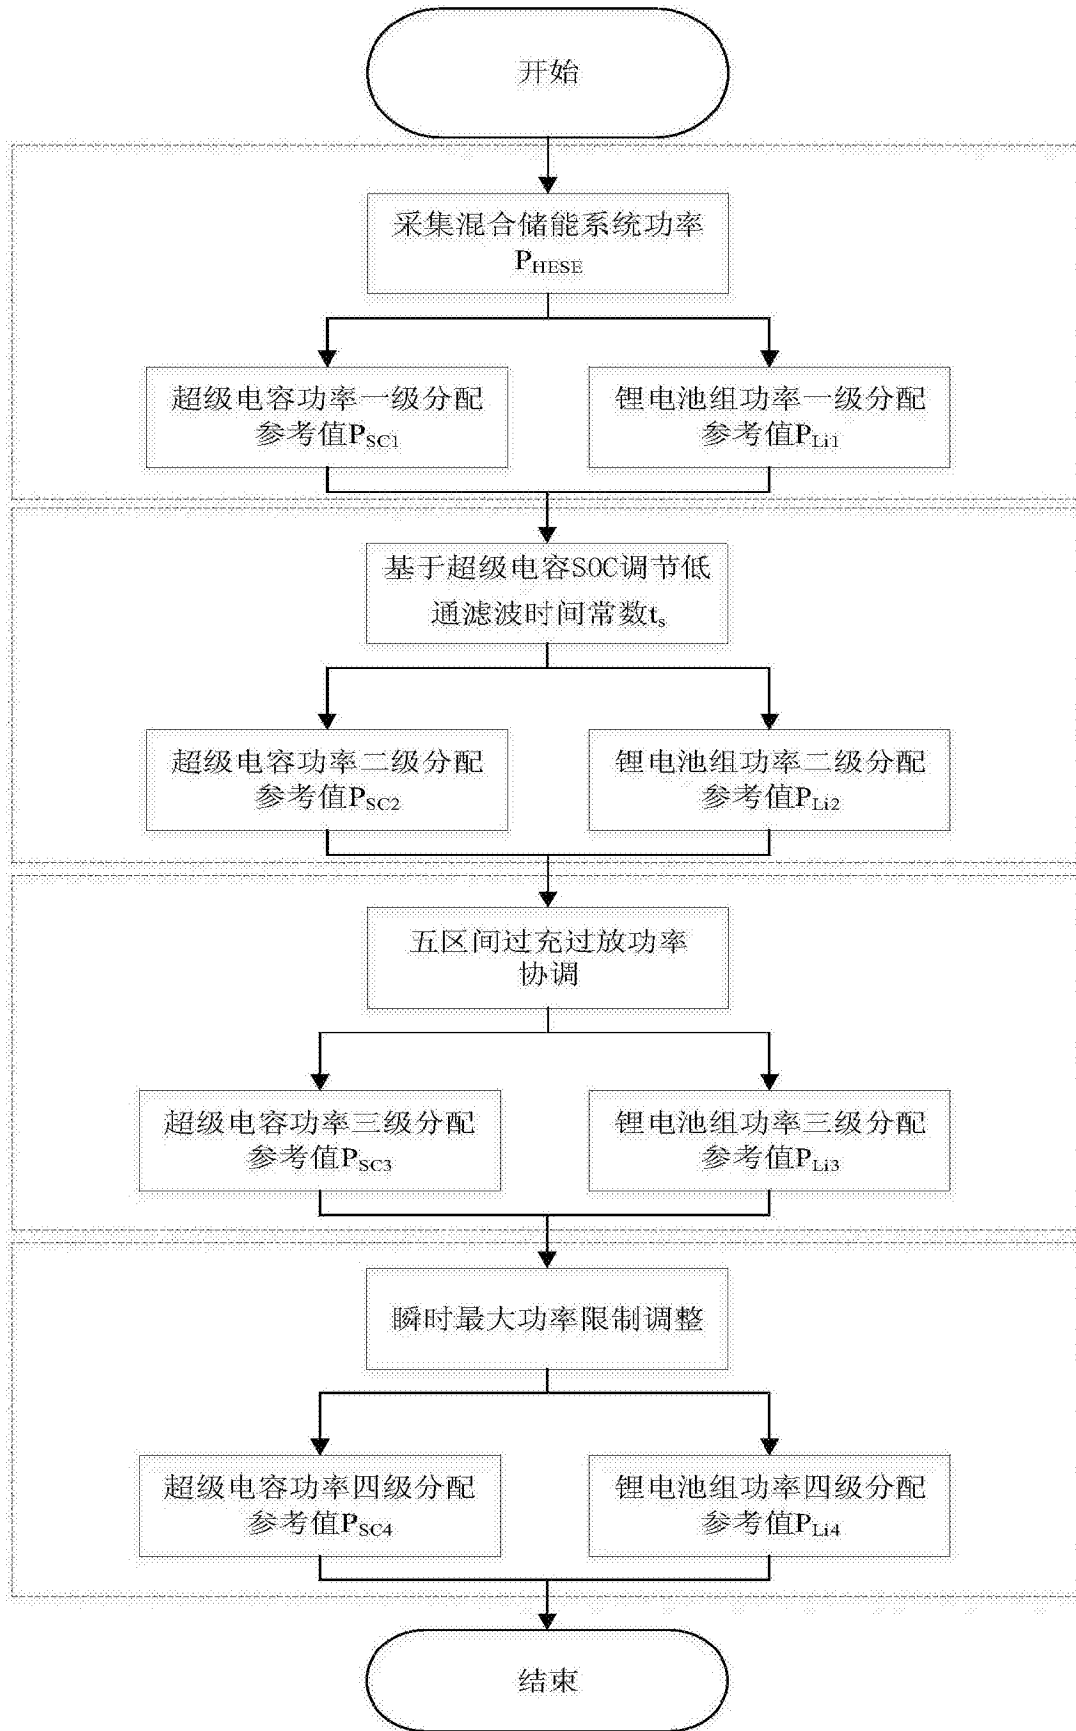 开始
采集混合储能系统功率
P_HESE
超级电容功率一级分配
参考值P_SC1
锂电池组功率一级分配
参考值P_Li1
基于超级电容SOC调节低
通滤波时间常数t_s
超级电容功率二级分配
参考值P_SC2
锂电池组功率二级分配
参考值P_Li2
五区间过充过放功率
协调
超级电容功率三级分配
参考值P_SC3
锂电池组功率三级分配
参考值P_Li3
瞬时最大功率限制调整
超级电容功率四级分配
参考值P_SC4
锂电池组功率四级分配
参考值P_Li4
结束